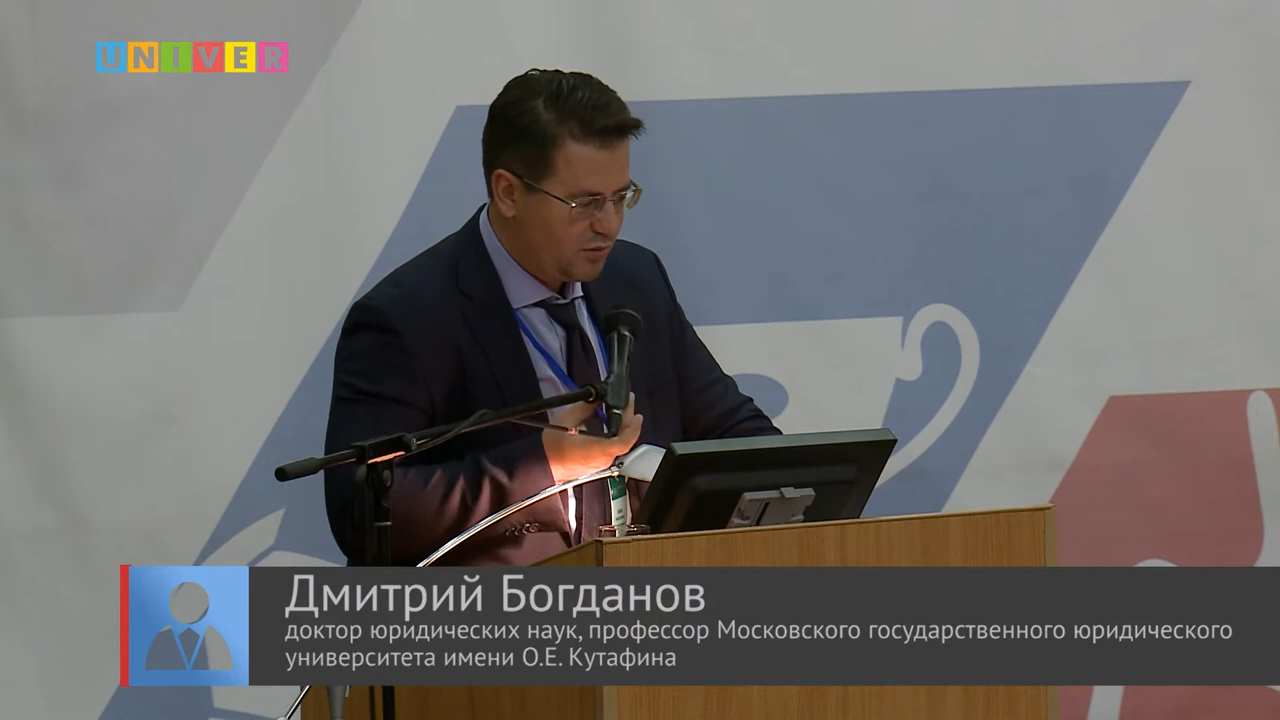 UNIVER
Дмитрий Богданов
доктор юридических наук, профессор Московского государственного юридического
университета имени О.Е. Кутафина